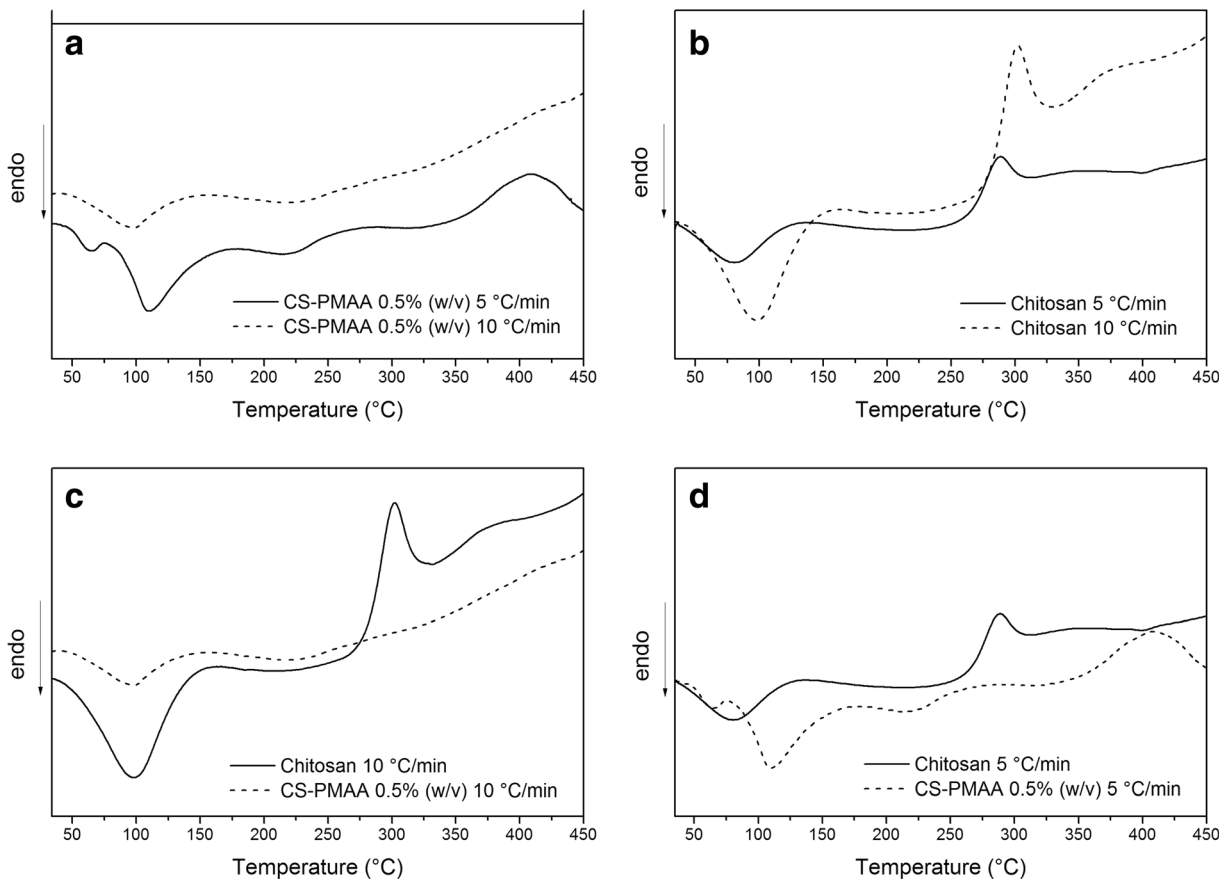 a
endo
CS-PMAA 0.5% (w/v) 5 °C/min
CS-PMAA 0.5% (w/v) 10 °C/min
50 100 150 200 250 300 350 400 450
Temperature (°C)
b
endo
Chitosan 5 °C/min
Chitosan 10 °C/min
50 100 150 200 250 300 350 400 450
Temperature (°C)
c
endo
Chitosan 10 °C/min
CS-PMAA 0.5% (w/v) 10 °C/min
50 100 150 200 250 300 350 400 450
Temperature (°C)
d
endo
Chitosan 5 °C/min
CS-PMAA 0.5% (w/v) 5 °C/min
50 100 150 200 250 300 350 400 450
Temperature (°C)